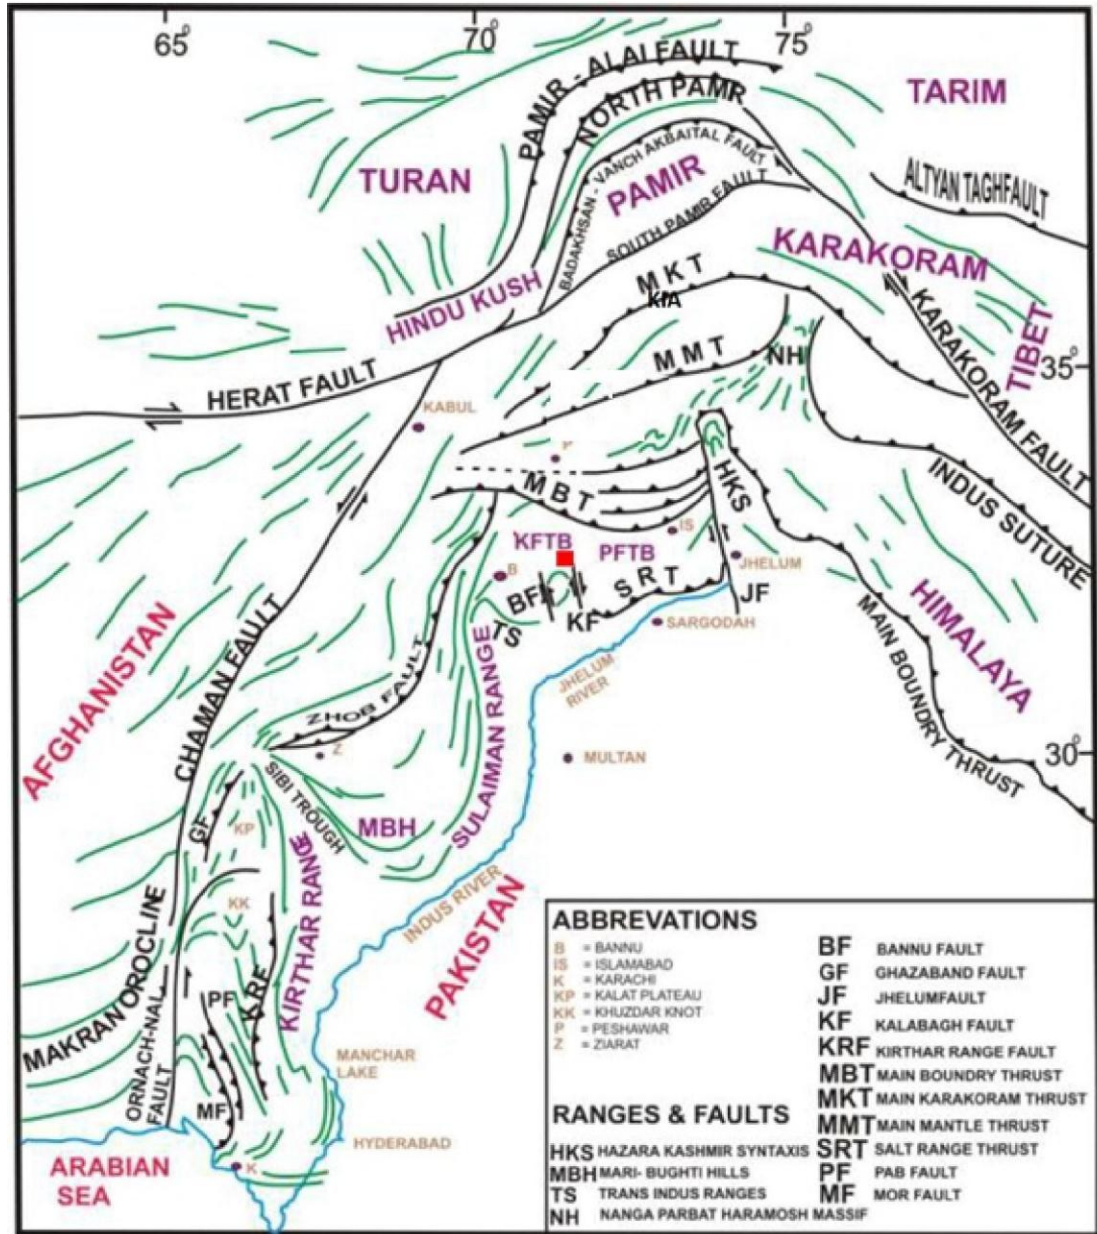 65°
70°
75°
PAMIR - ALAI FAULT
NORTH PAMR
TARIM
TURAN
BADAKHSAN - VANCH AKBAITAL FAULT
PAMIR
ALTYAN TAGHFAULT
SOUTH PAMIR FAULT
KARAKORAM
HINDU KUSH
MKT
KIA
KARAKORAM FAULT
TIBET
MMT
NH
35°
HERAT FAULT
KABUL
HKS
INDUS SUTURE
MBT
IS
KFTB
PFTB
JHELUM
B
BF
SRT
JF
KF
SARGODAH
TS
HIMALAYA
MAIN BOUNDRY THRUST
AFGHANISTAN
CHAMAN FAULT
ZHOB FAULT
SULAIMAN RANGE
JHELUM
RIVER
Z
MULTAN
30°
SIBI TROUGH
GF
KP
MBH
KIRTHAR RANGE
KK
INDUS RIVER
PAKISTAN
MAKRAN OROCLINE
PF
KRF
ORNACH-NAL
FAULT
MANCHAR
LAKE
MF
HYDERABAD
ARABIAN
SEA
K
ABBREVATIONS
B = BANNU
IS = ISLAMABAD
K = KARACHI
KP = KALAT PLATEAU
KK = KHUZDAR KNOT
P = PESHAWAR
Z = ZIARAT
RANGES & FAULTS
HKS HAZARA KASHMIR SYNTAXIS
MBH MARI- BUGHTI HILLS
TS TRANS INDUS RANGES
NH NANGA PARBAT HARAMOSH MASSIF
BF BANNU FAULT
GF GHAZABAND FAULT
JF JHELUMFAULT
KF KALABAGH FAULT
KRF KIRTHAR RANGE FAULT
MBT MAIN BOUNDRY THRUST
MKT MAIN KARAKORAM THRUST
MMT MAIN MANTLE THRUST
SRT SALT RANGE THRUST
PF PAB FAULT
MF MOR FAULT